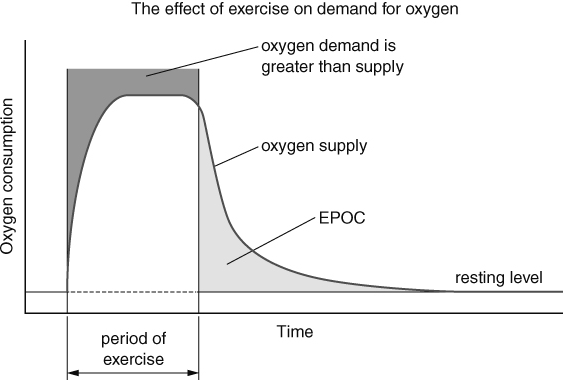 The effect of exercise on demand for oxygen
oxygen demand is
greater than supply
oxygen supply
EPOC
resting level
Oxygen consumption
Time
period of
exercise